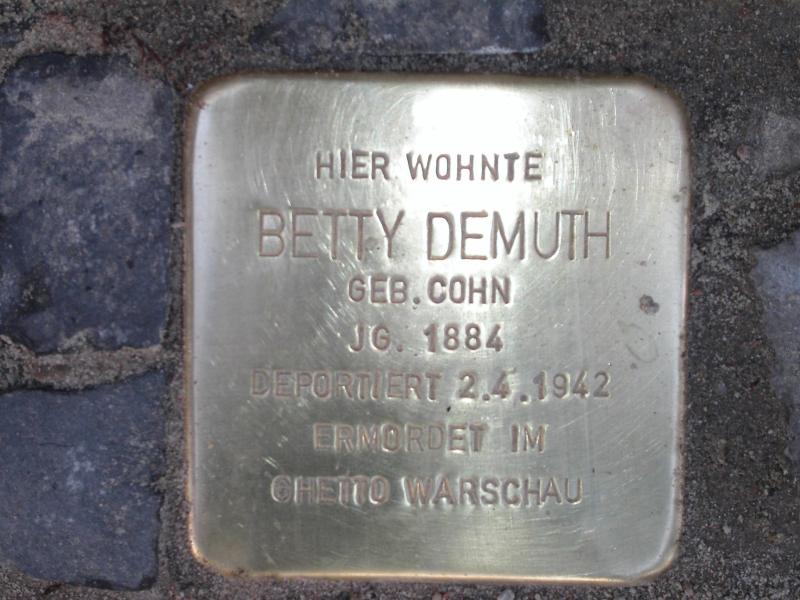 HIER WOHNTE
BETTY DEMUTH
GEB. COHN
JG. 1884
DEPORTIERT 2.4.1942
ERMORDET IM
GHETTO WARSCHAU